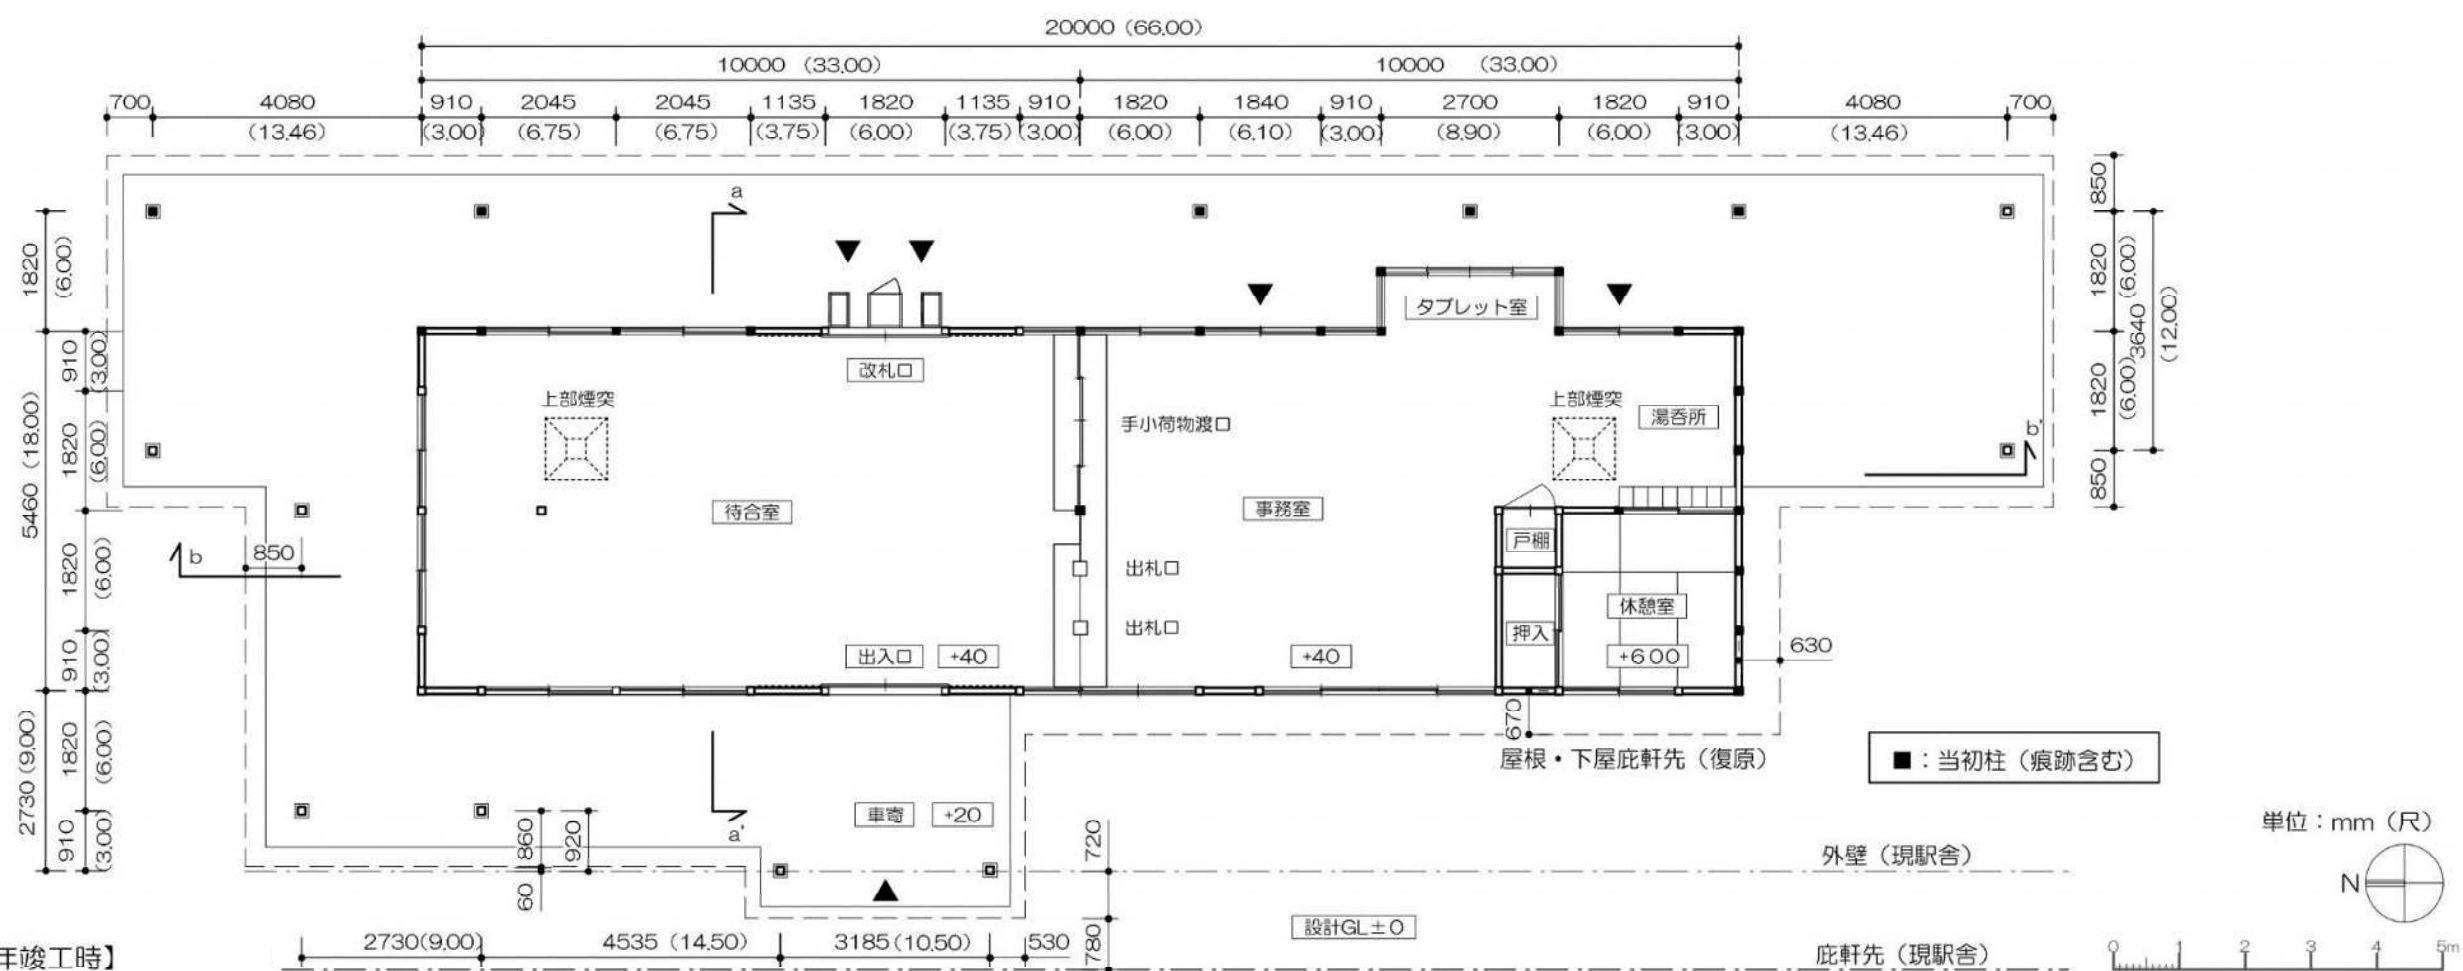 20000 (66.00)
10000 (33.00)
10000 (33.00)
700
4080
910
2045
2045
1135
1820
1135
910
1820
1840
910
2700
1820
910
4080
700
(13.46)
(3.00)
(6.75)
(6.75)
(3.75)
(6.00)
(3.75)
(3.00)
(6.00)
(6.10)
(3.00)
(8.90)
(6.00)
(3.00)
(13.46)
a
850
1820
(6.00)
1820
(6.00)
3640
(12.00)
1820
(6.00)
850
タブレット室
改札口
上部煙突
上部煙突
湯呑所
手小荷物渡口
b'
910
(3.00)
1820
(6.00)
5460 (18.00)
1820
(6.00)
910
(3.00)
待合室
事務室
戸棚
b
850
出札口
休憩室
出札口
押入
出入口
+40
+40
+600
630
670
屋根・下屋庇軒先（復原）
■：当初柱（痕跡含む）
2730 (9.00)
1820
(6.00)
910
(3.00)
860
920
60
a'
車寄
+20
720
780
単位：mm（尺）
外壁（現駅舎）
N
設計GL±0
2730(9.00)
4535 (14.50)
3185(10.50)
530
庇軒先（現駅舎）
0 1 2 3 4 5m
年竣工時】